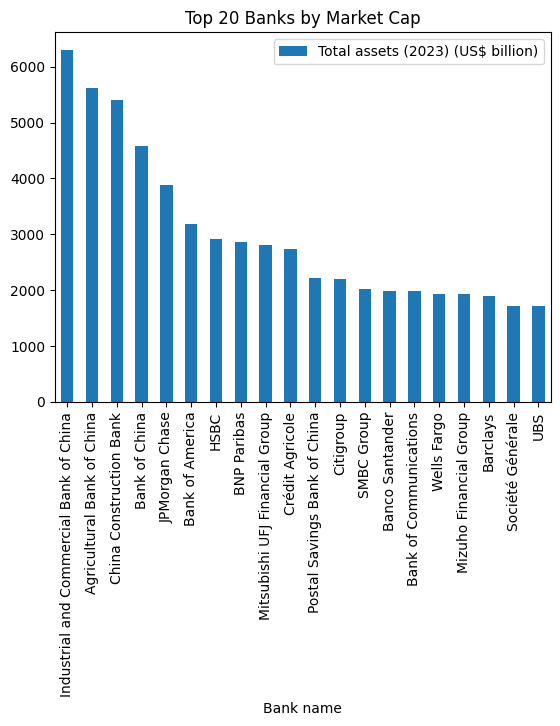 Top 20 Banks by Market Cap
Total assets (2023) (US$ billion)
6000
5000
4000
3000
2000
1000
0
Industrial and Commercial Bank of China
Agricultural Bank of China
China Construction Bank
Bank of China
JPMorgan Chase
Bank of America
HSBC
BNP Paribas
Mitsubishi UFJ Financial Group
Crédit Agricole
Postal Savings Bank of China
Citigroup
SMBC Group
Banco Santander
Bank of Communications
Wells Fargo
Mizuho Financial Group
Barclays
Société Générale
UBS
Bank name